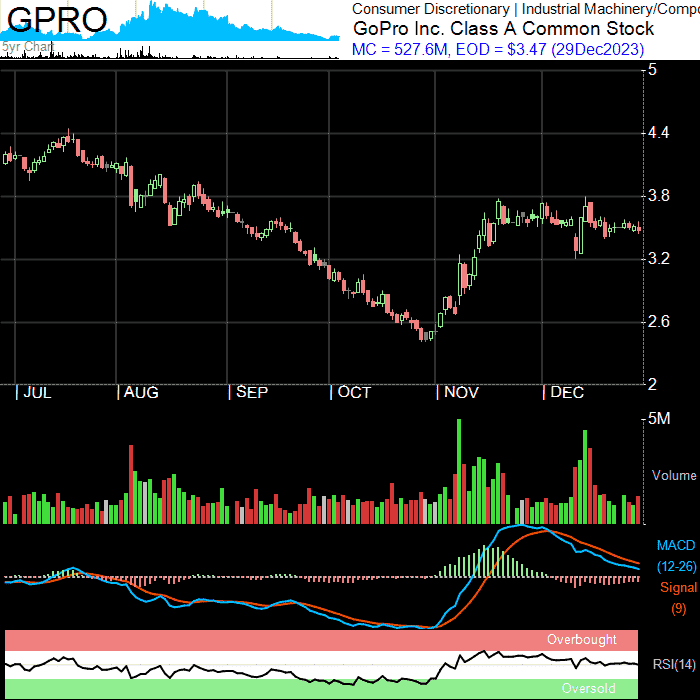 GPRO
5yr Chart
Consumer Discretionary | Industrial Machinery/Compo
GoPro Inc. Class A Common Stock
MC = 527.6M, EOD = $3.47 (29Dec2023)
5
4.4
3.8
3.2
2.6
2
| JUL | AUG | SEP | OCT | NOV | DEC
5M
Volume
MACD
(12-26)
Signal
(9)
Overbought
RSI(14)
Oversold